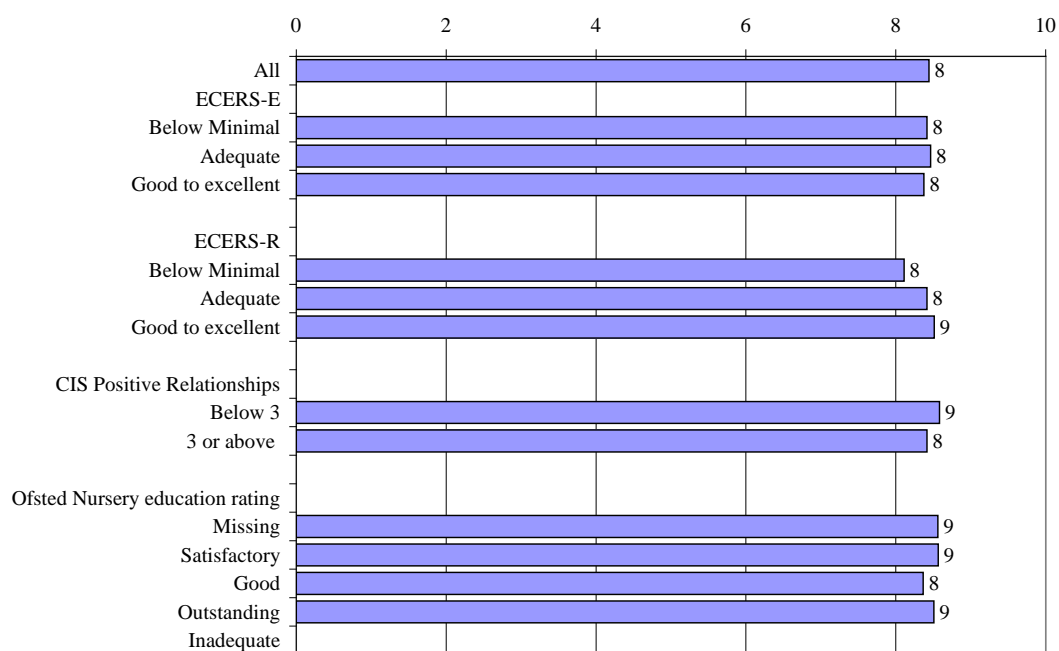 0 2 4 6 8 10
All 8
ECERS-E
Below Minimal 8
Adequate 8
Good to excellent 8
ECERS-R
Below Minimal 8
Adequate 8
Good to excellent 9
CIS Positive Relationships
Below 3 9
3 or above 8
Ofsted Nursery education rating
Missing 9
Satisfactory 9
Good 8
Outstanding 9
Inadequate